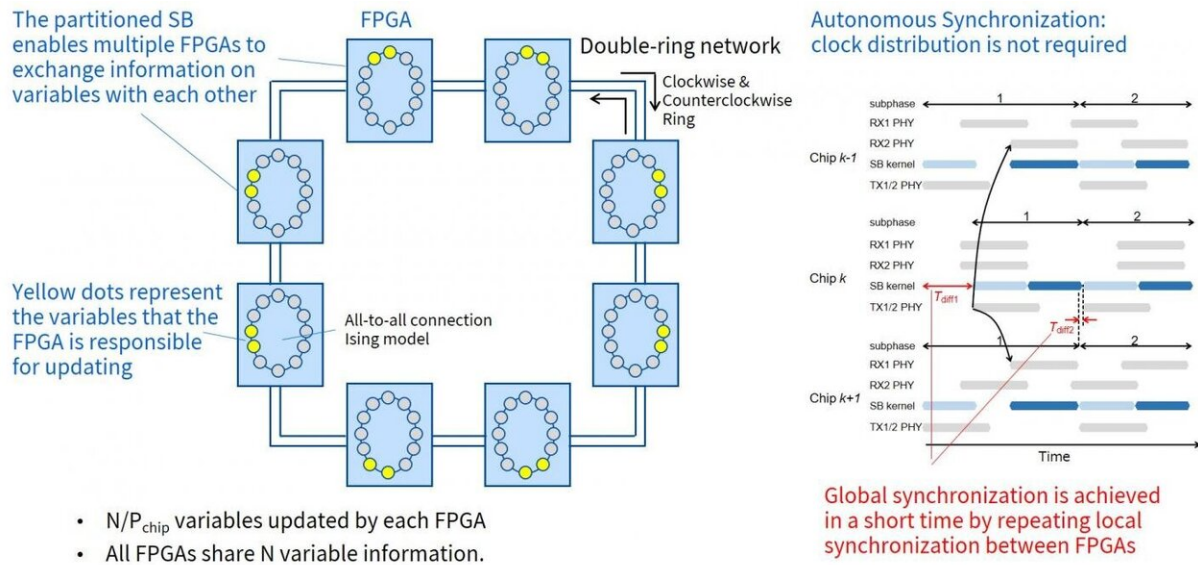 The partitioned SB
enables multiple FPGAs to
exchange information on
variables with each other
FPGA
Double-ring network
Clockwise &
Counterclockwise
Ring
Yellow dots represent
the variables that the
FPGA is responsible
for updating
All-to-all connection
Ising model
• N/Pchip variables updated by each FPGA
• All FPGAs share N variable information.
Autonomous Synchronization:
clock distribution is not required
subphase 1 2
RX1 PHY
RX2 PHY
Chip k-1
SB kernel
TX1/2 PHY
subphase 1 2
RX1 PHY
RX2 PHY
Chip k
SB kernel
Tdiff1
TX1/2 PHY
Tdiff2
subphase 1 2
RX1 PHY
RX2 PHY
Chip k+1
SB kernel
TX1/2 PHY
Time
Global synchronization is achieved
in a short time by repeating local
synchronization between FPGAs